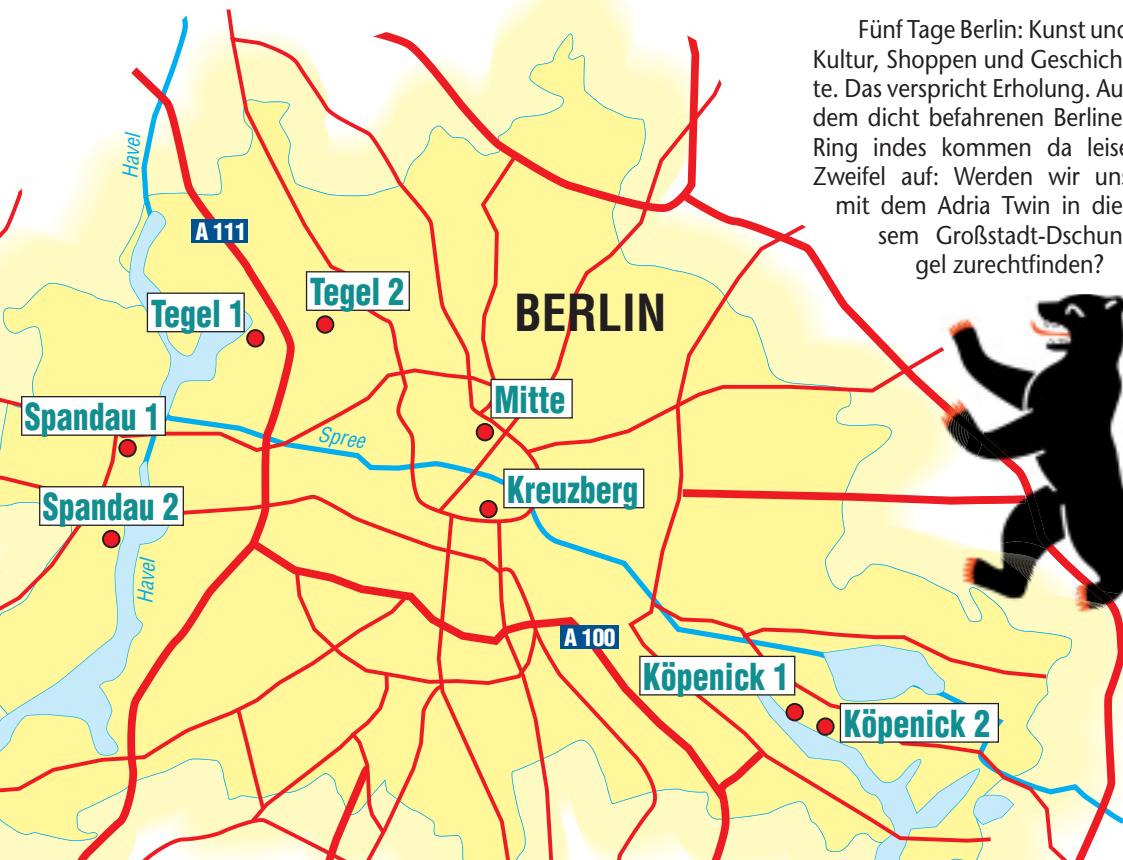 Fünf Tage Berlin: Kunst und
Kultur, Shoppen und Geschich
te. Das verspricht Erholung. Au
dem dicht befahrenen Berline
Ring indes kommen da leise
Zweifel auf: Werden wir uns
mit dem Adria Twin in die
sem Großstadt-Dschun
gel zurechtfinden?
Havel
A 111
Tegel 2
Tegel 1
BERLIN
Mitte
Spandau 1
Spree
Kreuzberg
Spandau 2
Havel
A 100
Köpenick 1
Köpenick 2